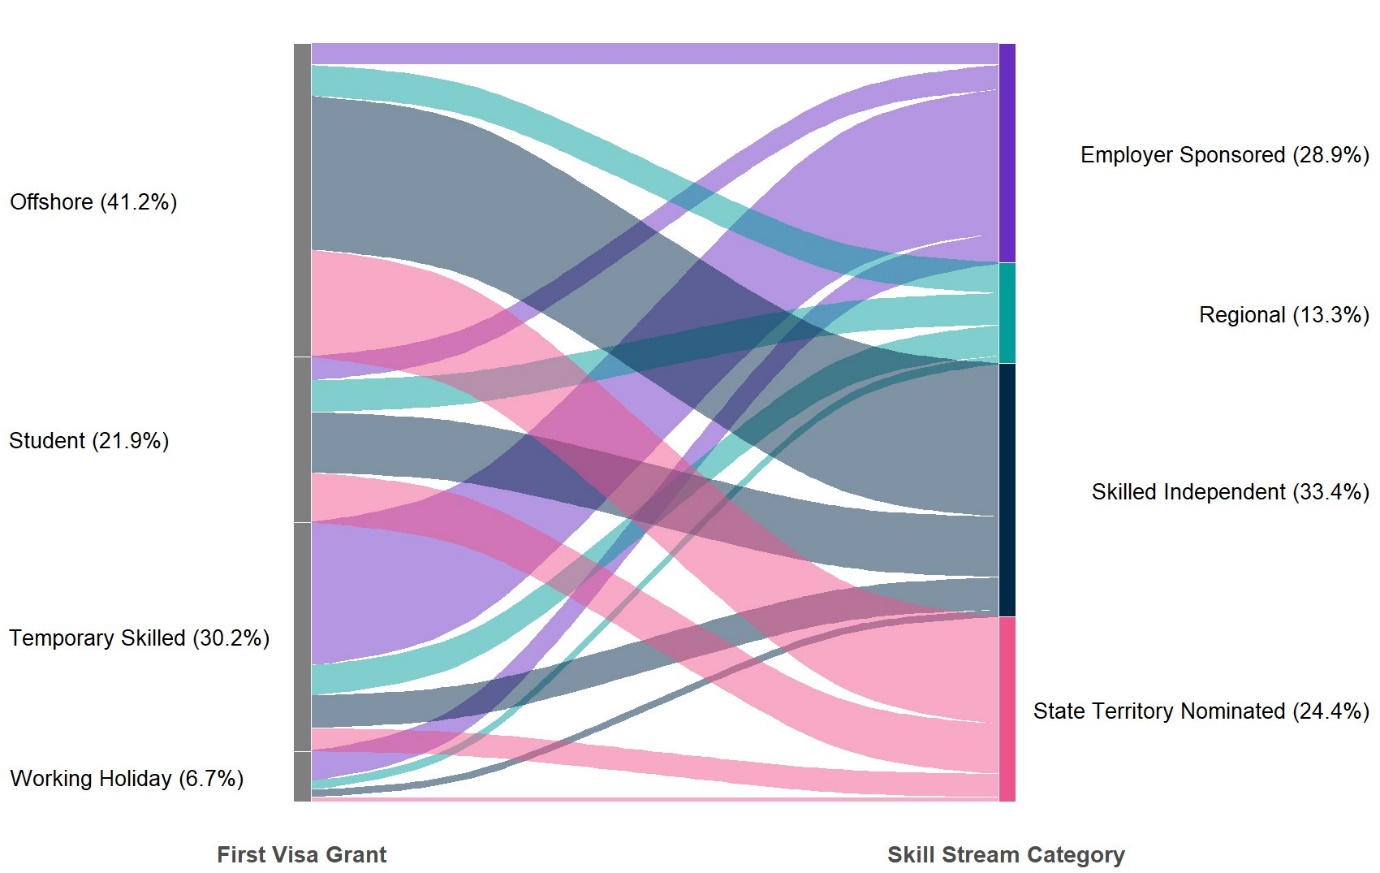 Offshore (41.2%)
Student (21.9%)
Temporary Skilled (30.2%)
Working Holiday (6.7%)
Employer Sponsored (28.9%)
Regional (13.3%)
Skilled Independent (33.4%)
State Territory Nominated (24.4%)
First Visa Grant
Skill Stream Category